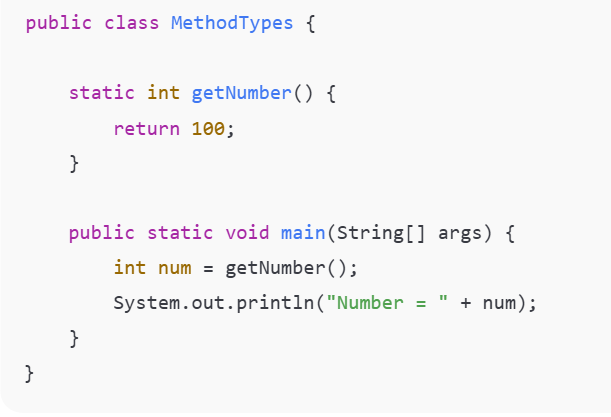 public class MethodTypes {
    static int getNumber() {
        return 100;
    }
    public static void main(String[] args) {
        int num = getNumber();
        System.out.println("Number = " + num);
    }
}